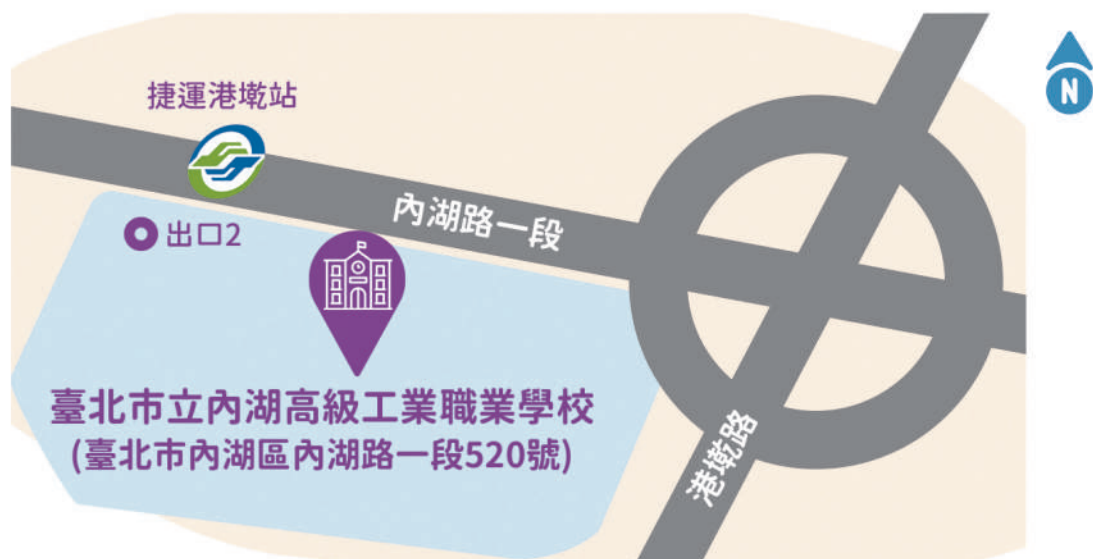 捷運港墘站
N
內湖路一段
出口2
臺北市立內湖高級工業職業學校
(臺北市內湖區內湖路一段520號)
港墘路